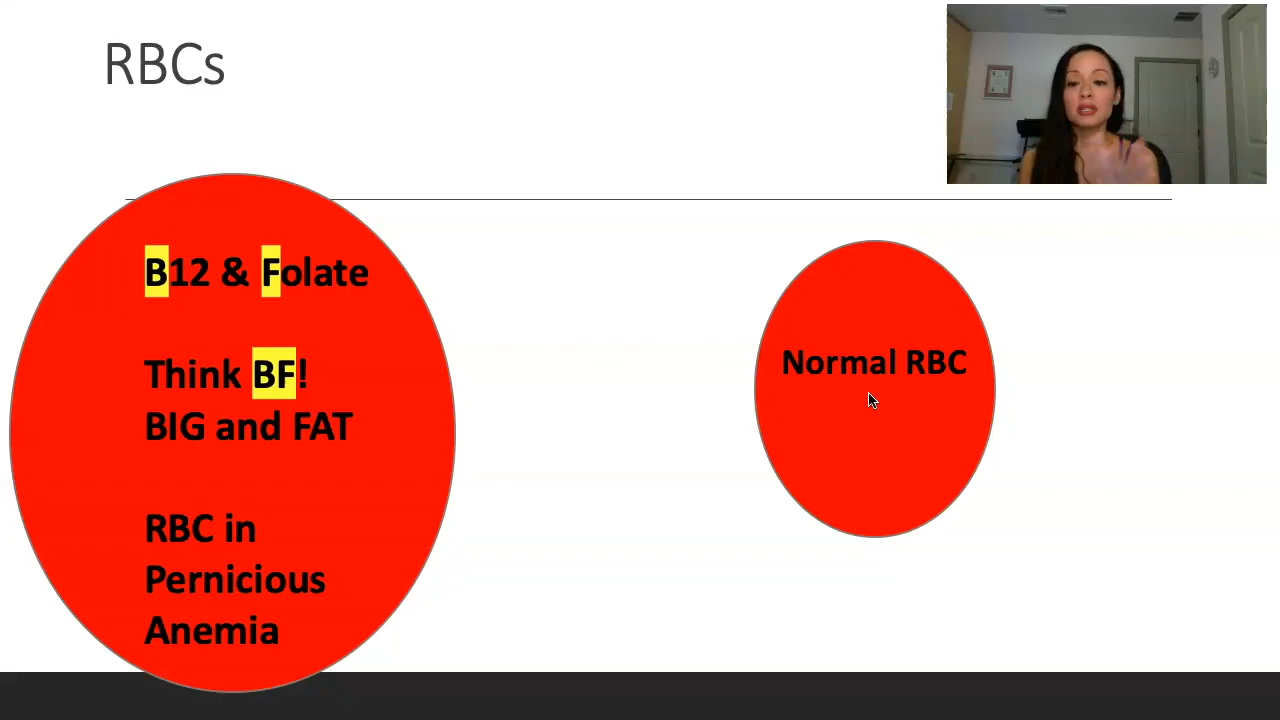 RBCs
B12 & Folate
Think BF!
BIG and FAT
RBC in
Pernicious
Anemia
Normal RBC